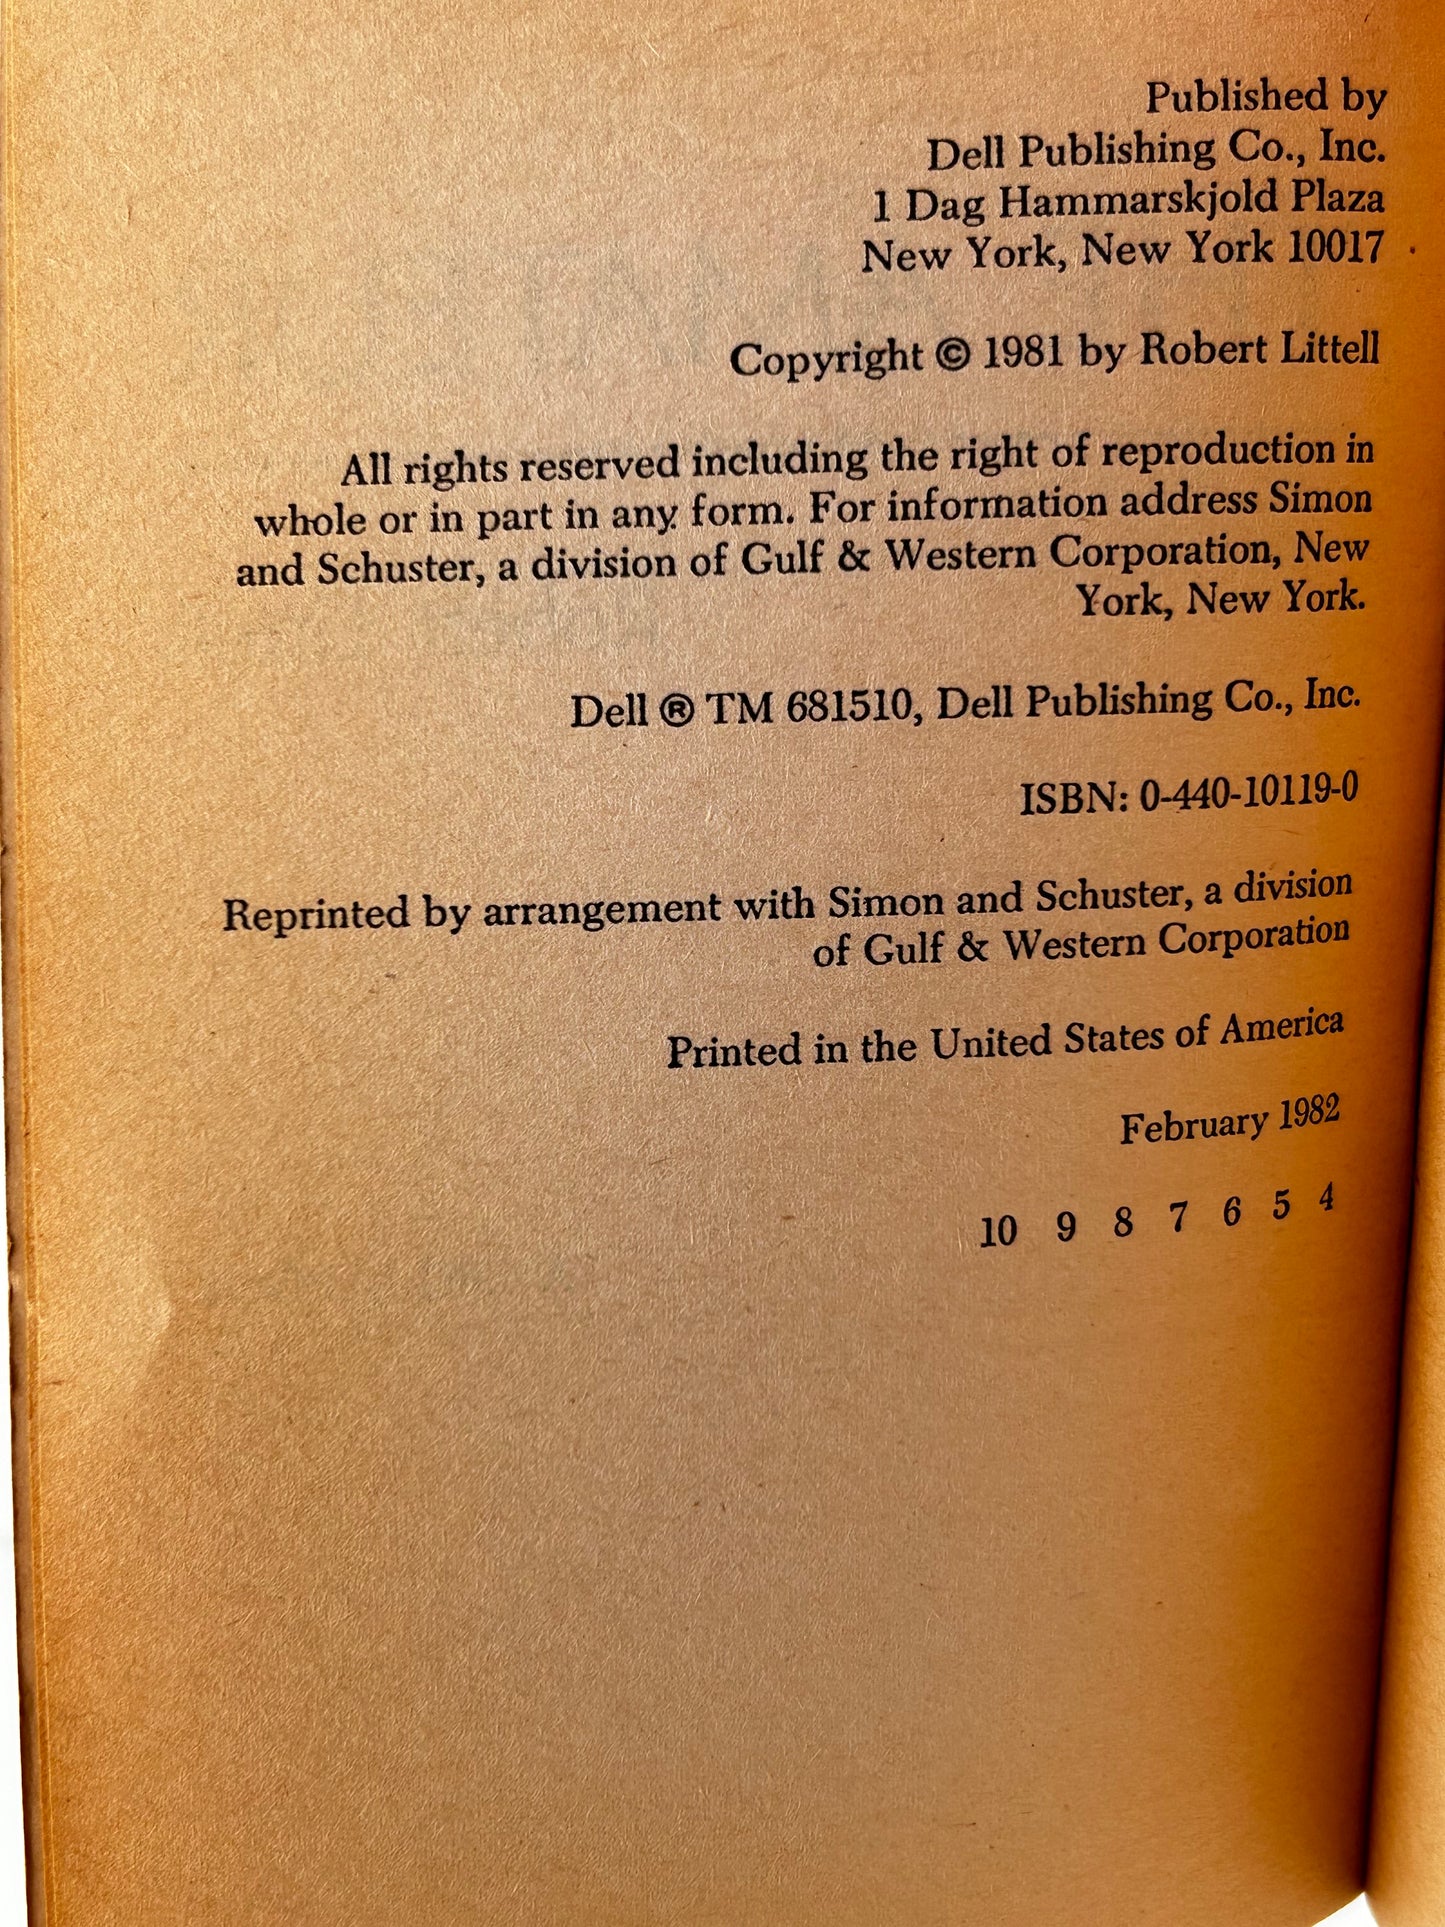 Published by
Dell Publishing Co., Inc.
1 Dag Hammarskjold Plaza
New York, New York 10017
Copyright © 1981 by Robert Littell
All rights reserved including the right of reproduction in
whole or in part in any form. For information address Simon
and Schuster, a division of Gulf & Western Corporation, New
York, New York.
Dell ® TM 681510, Dell Publishing Co., Inc.
ISBN: 0-440-10119-0
Reprinted by arrangement with Simon and Schuster, a division
of Gulf & Western Corporation
Printed in the United States of America
February 1982
10 9 8 7 6 5 4